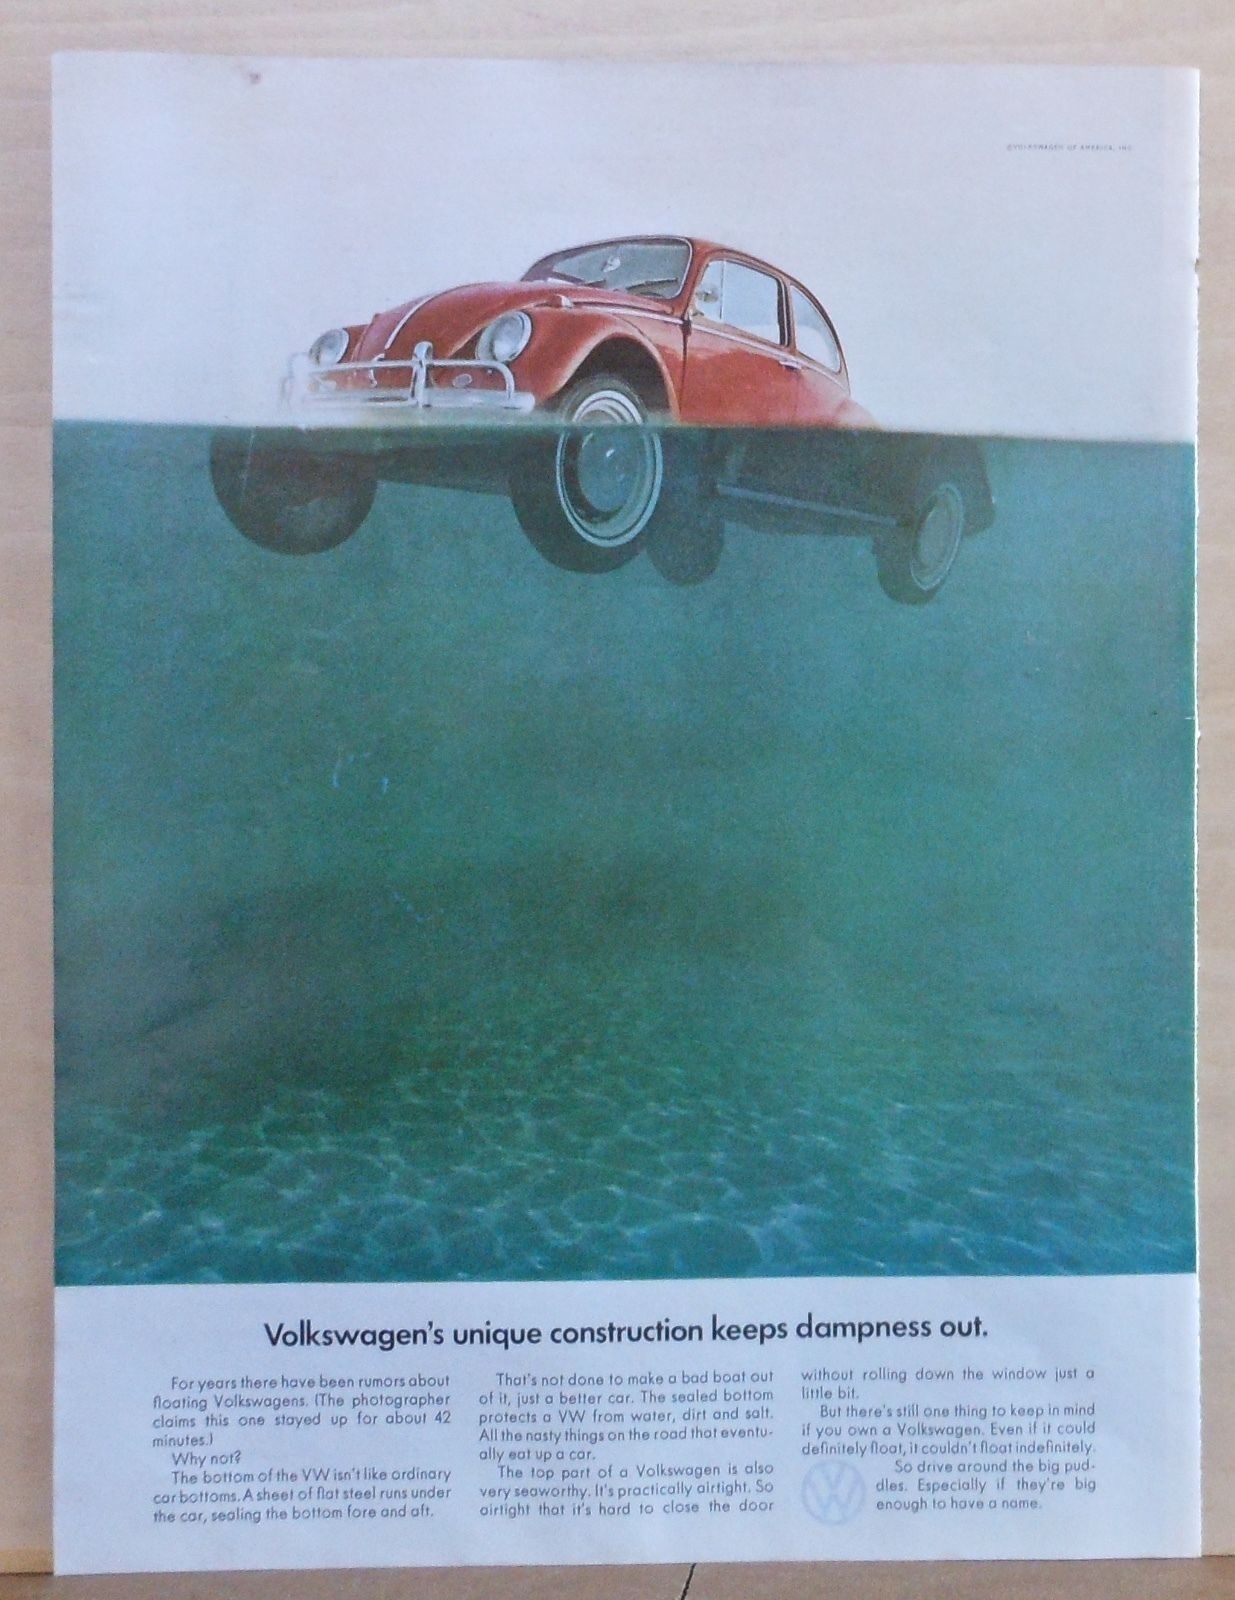 ©VOLKSWAGEN OF AMERICA, INC.
Volkswagen's unique construction keeps dampness out.
For years there have been rumors about
floating Volkswagens. (The photographer
claims this one stayed up for about 42
minutes.)
Why not?
The bottom of the VW isn't like ordinary
car bottoms. A sheet of flat steel runs under
the car, sealing the bottom fore and aft.
That's not done to make a bad boat out
of it, just a better car. The sealed bottom
protects a VW from water, dirt and salt.
All the nasty things on the road that eventu-
ally eat up a car.
The top part of a Volkswagen is also
very seaworthy. It's practically airtight. So
airtight that it's hard to close the door
without rolling down the window just a
little bit.
But there's still one thing to keep in mind
if you own a Volkswagen. Even if it could
definitely float, it couldn't float indefinitely.
So drive around the big pud-
dles. Especially if they're big
enough to have a name.
VW